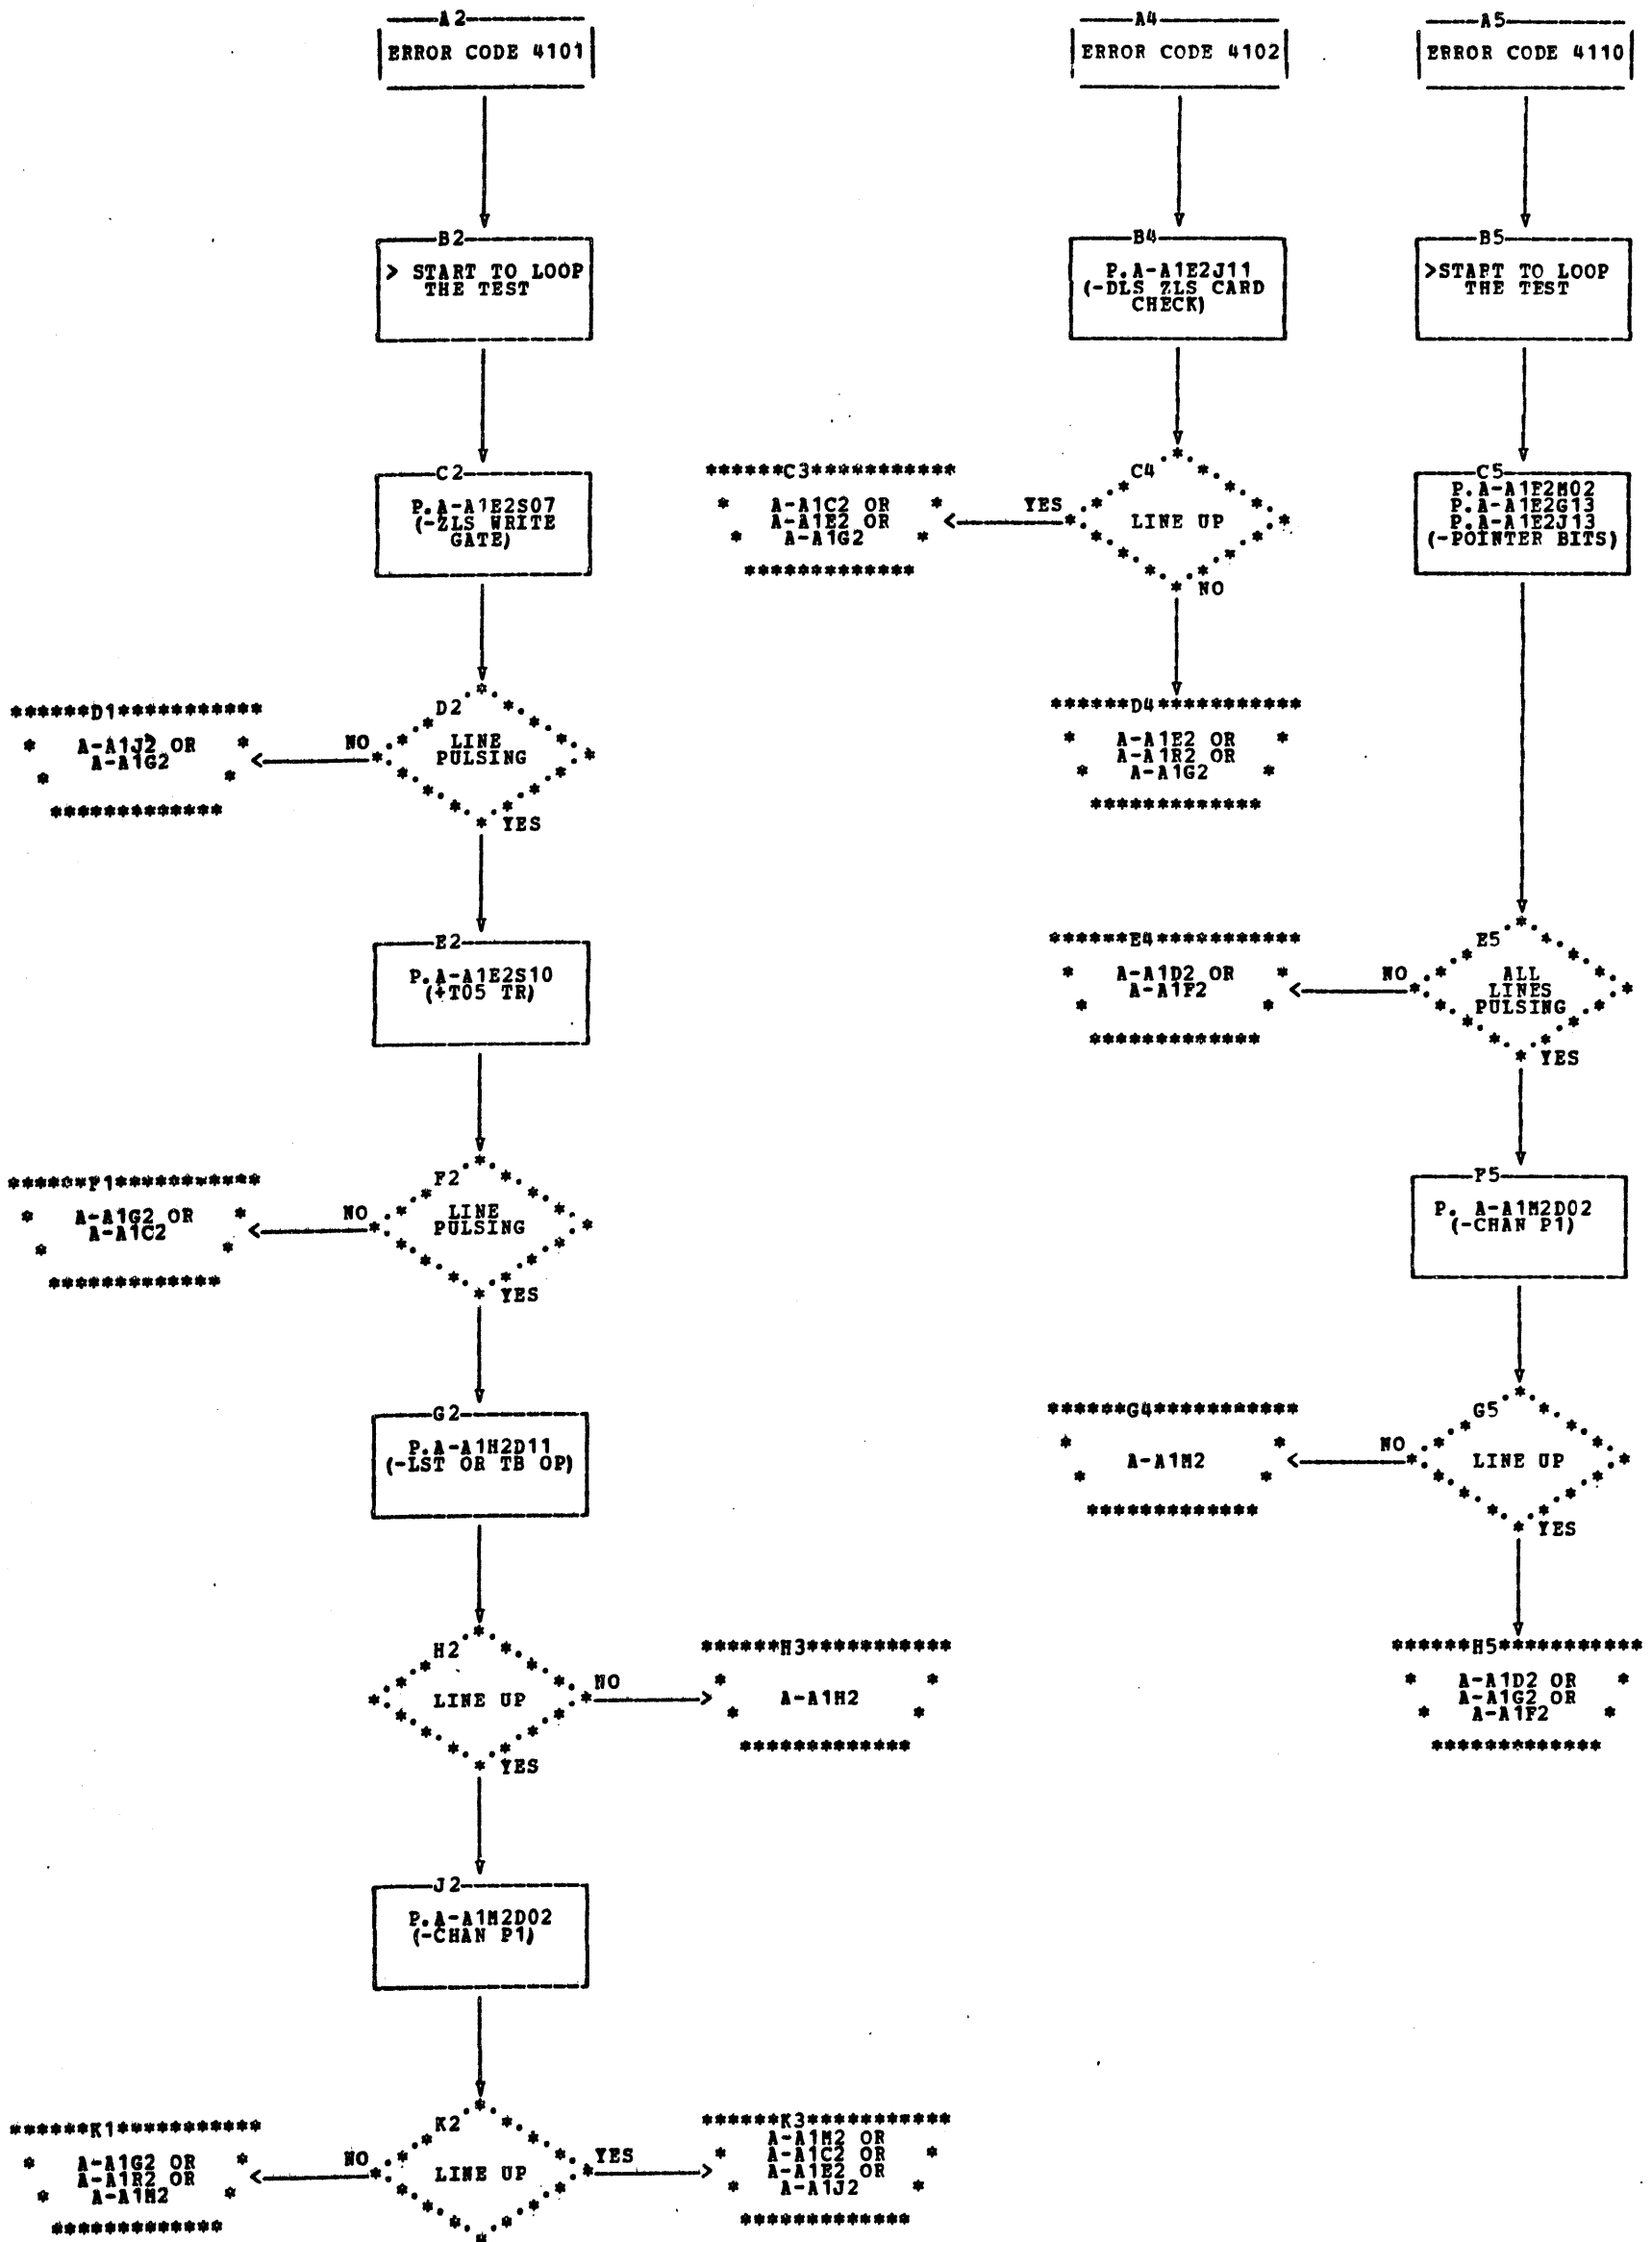 A2
ERROR CODE 4101
B2
> START TO LOOP
THE TEST
C2
P.A-A1E2S07
(-ZLS WRITE
GATE)
D2
LINE
PULSING
NO
YES
******D1***********
* A-A1J2 OR *
A-A1G2
* *
*************
E2
P.A-A1E2S10
(+T05 TR)
F2
LINE
PULSING
NO
YES
******F1***********
* A-A1G2 OR *
A-A1C2
* *
*************
G2
P.A-A1H2D11
(-LST OR TB OP)
H2
LINE UP
NO
YES
******H3***********
* *
A-A1H2
* *
*************
J2
P.A-A1M2D02
(-CHAN P1)
K2
LINE UP
NO
YES
******K1***********
* A-A1G2 OR *
A-A1R2 OR
* A-A1M2 *
*************
******K3***********
A-A1M2 OR
* A-A1C2 OR *
A-A1E2 OR
* A-A1J2 *
*************
A4
ERROR CODE 4102
B4
P.A-A1E2J11
(-DLS ZLS CARD
CHECK)
C4
LINE UP
YES
NO
******C3***********
* A-A1C2 OR *
A-A1E2 OR
* A-A1G2 *
*************
******D4***********
* A-A1E2 OR *
A-A1R2 OR
* A-A1G2 *
*************
A5
ERROR CODE 4110
B5
>START TO LOOP
THE TEST
C5
P.A-A1E2M02
P.A-A1E2G13
P.A-A1E2J13
(-POINTER BITS)
E5
ALL
LINES
PULSING
NO
YES
******E4***********
* A-A1D2 OR *
A-A1F2
* *
*************
F5
P. A-A1M2D02
(-CHAN P1)
G5
LINE UP
NO
YES
******G4***********
* *
A-A1M2
* *
*************
******H5***********
* A-A1D2 OR *
A-A1G2 OR
* A-A1F2 *
*************